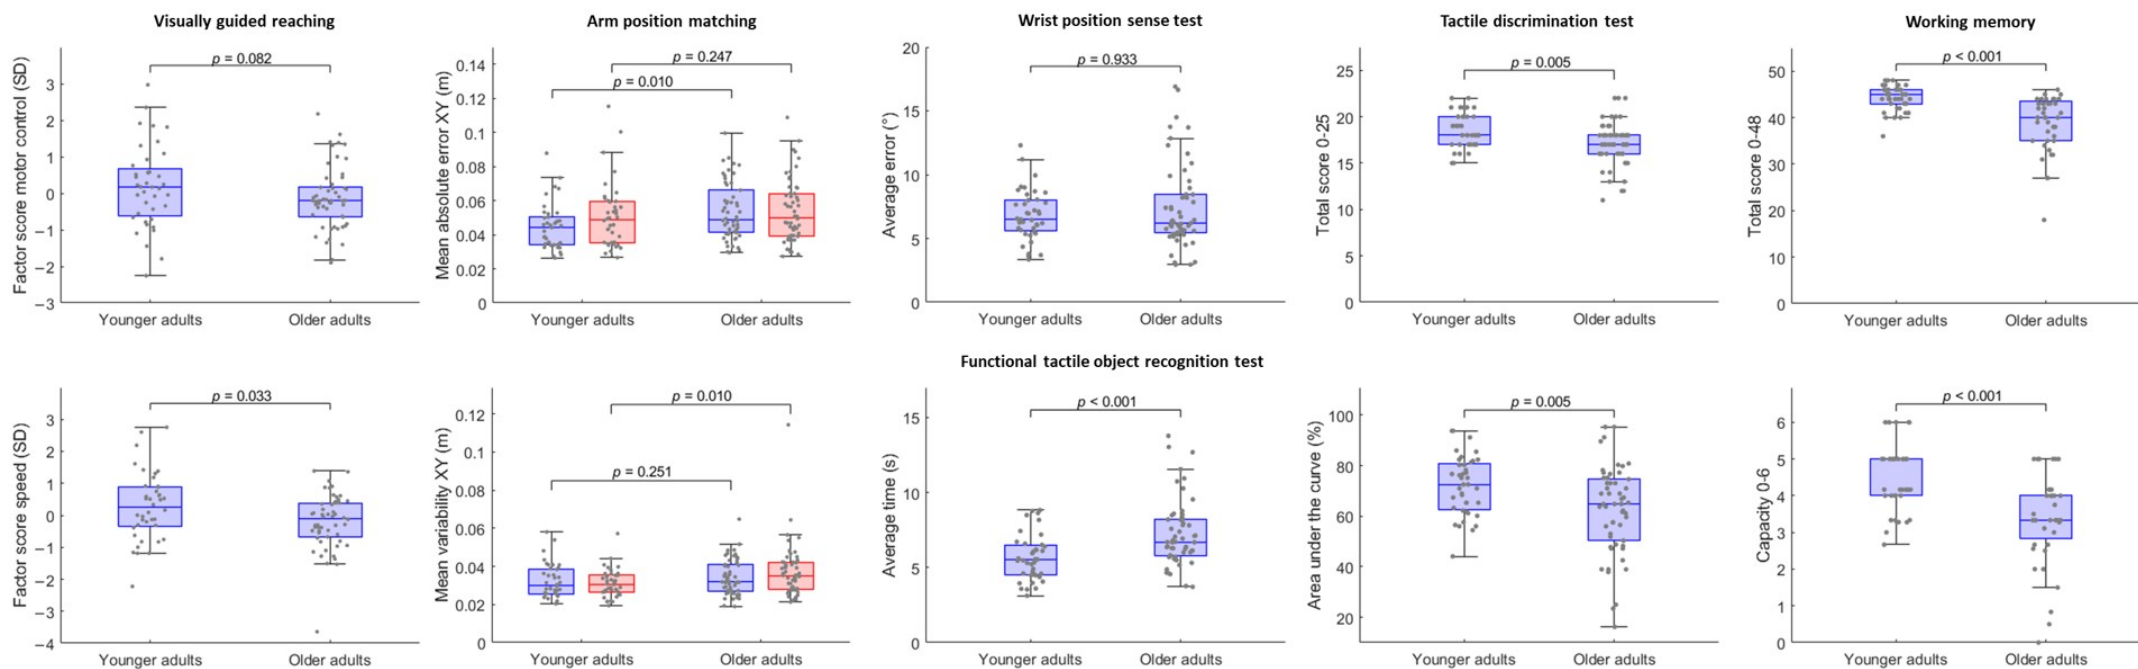 Visually guided reaching
Arm position matching
Wrist position sense test
Tactile discrimination test
Working memory
Factor score motor control (SD)
3
2
1
0
−1
−2
−3
p = 0.082
Younger adults
Older adults
Mean absolute error XY (m)
0.14
0.12
0.1
0.08
0.06
0.04
0.02
0
p = 0.247
p = 0.010
Younger adults
Older adults
Average error (°)
20
15
10
5
0
p = 0.933
Younger adults
Older adults
Total score 0-25
25
20
15
10
5
0
p = 0.005
Younger adults
Older adults
Total score 0-48
50
40
30
20
10
0
p < 0.001
Younger adults
Older adults
Functional tactile object recognition test
Factor score speed (SD)
3
2
1
0
−1
−2
−3
−4
p = 0.033
Younger adults
Older adults
Mean variability XY (m)
0.12
0.1
0.08
0.06
0.04
0.02
0
p = 0.010
p = 0.251
Younger adults
Older adults
Average time (s)
15
10
5
0
p < 0.001
Younger adults
Older adults
Area under the curve (%)
100
80
60
40
20
p = 0.005
Younger adults
Older adults
Capacity 0-6
6
5
4
3
2
1
0
p < 0.001
Younger adults
Older adults